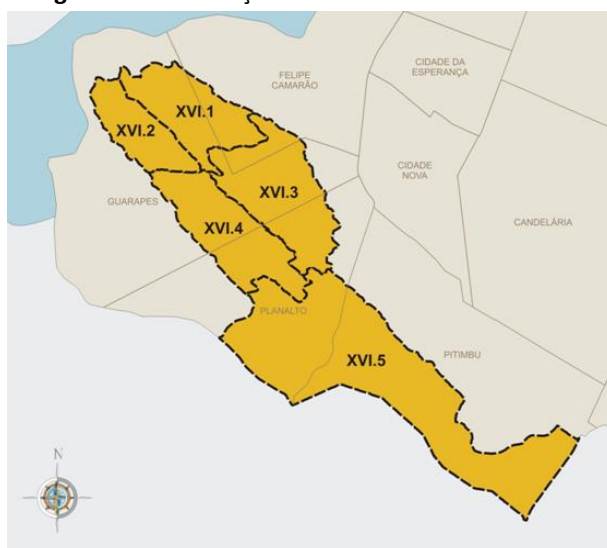 CIDADE DA
ESPERANÇA
FELIPE
CAMARÃO
XVI.1
XVI.2
CIDADE
NOVA
XVI.3
GUARAPES
CANDELÁRIA
XVI.4
PLANALTO
XVI.5
PITIMBU
N